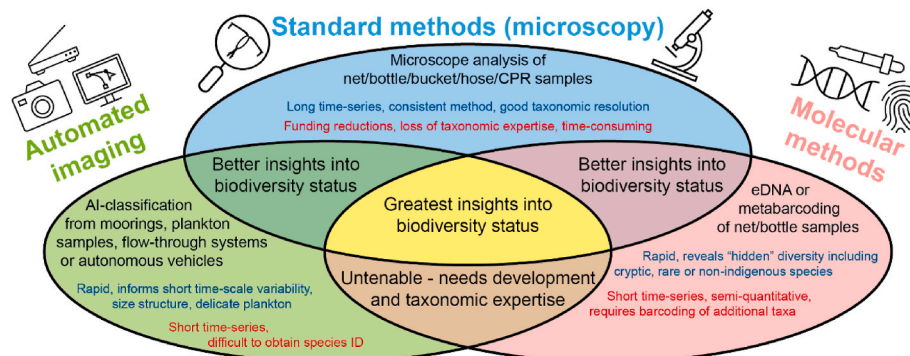 Standard methods (microscopy)
Automated
imaging
Molecular
methods
Microscope analysis of
net/bottle/bucket/hose/CPR samples
Long time-series, consistent method, good taxonomic resolution
Funding reductions, loss of taxonomic expertise, time-consuming
Better insights into
biodiversity status
Better insights into
biodiversity status
Greatest insights into
biodiversity status
AI-classification
from moorings, plankton
samples, flow-through systems
or autonomous vehicles
Rapid, informs short time-scale variability,
size structure, delicate plankton
Short time-series,
difficult to obtain species ID
eDNA or
metabarcoding
of net/bottle samples
Rapid, reveals “hidden” diversity including
cryptic, rare or non-indigenous species
Short time-series, semi-quantitative,
requires barcoding of additional taxa
Untenable - needs development
and taxonomic expertise